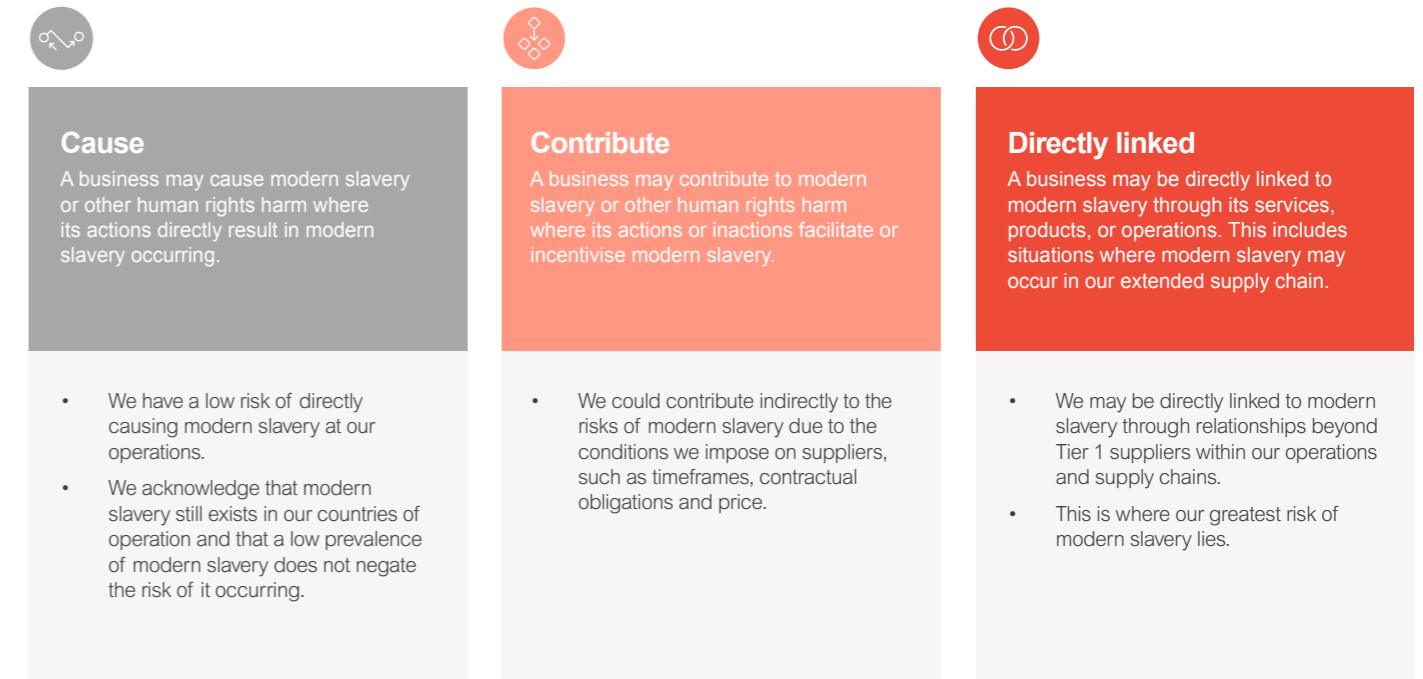 Cause
A business may cause modern slavery
or other human rights harm where
its actions directly result in modern
slavery occurring.
• We have a low risk of directly
causing modern slavery at our
operations.
• We acknowledge that modern
slavery still exists in our countries of
operation and that a low prevalence
of modern slavery does not negate
the risk of it occurring.
Contribute
A business may contribute to modern
slavery or other human rights harm
where its actions or inactions facilitate or
incentivise modern slavery.
• We could contribute indirectly to the
risks of modern slavery due to the
conditions we impose on suppliers,
such as timeframes, contractual
obligations and price.
Directly linked
A business may be directly linked to
modern slavery through its services,
products, or operations. This includes
situations where modern slavery may
occur in our extended supply chain.
• We may be directly linked to modern
slavery through relationships beyond
Tier 1 suppliers within our operations
and supply chains.
• This is where our greatest risk of
modern slavery lies.